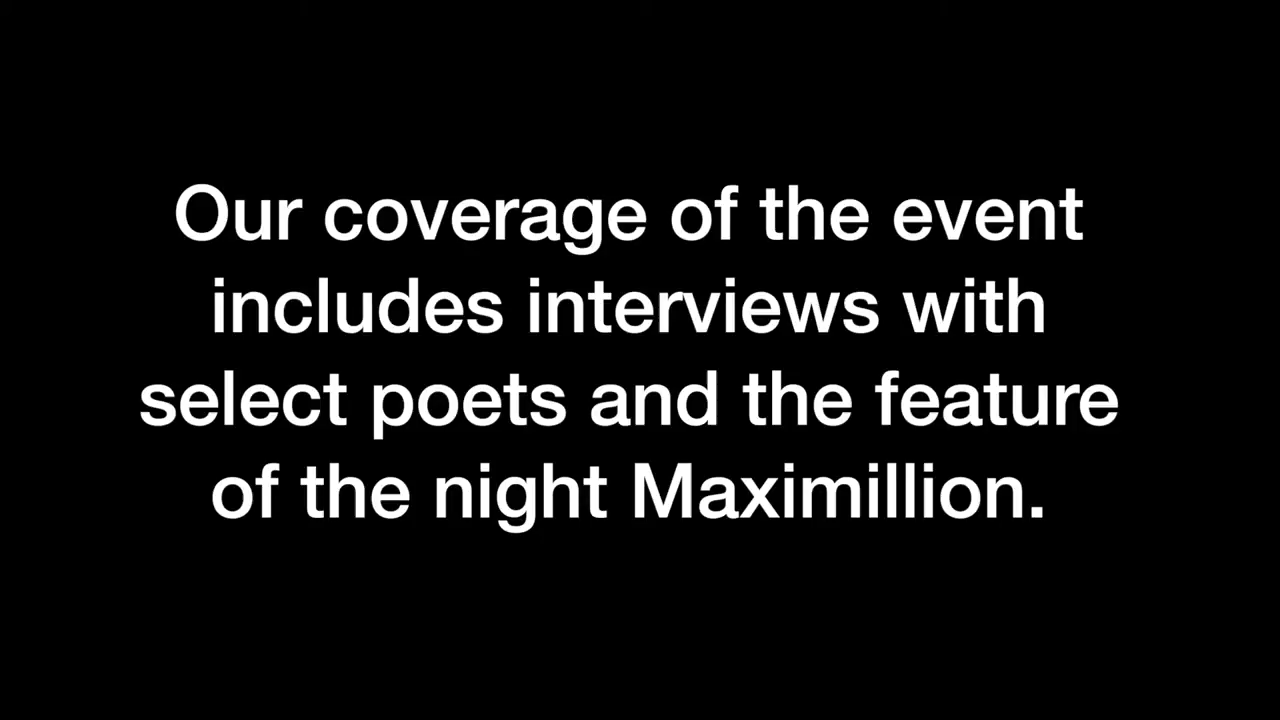 Our coverage of the event
includes interviews with
select poets and the feature
of the night Maximillion.